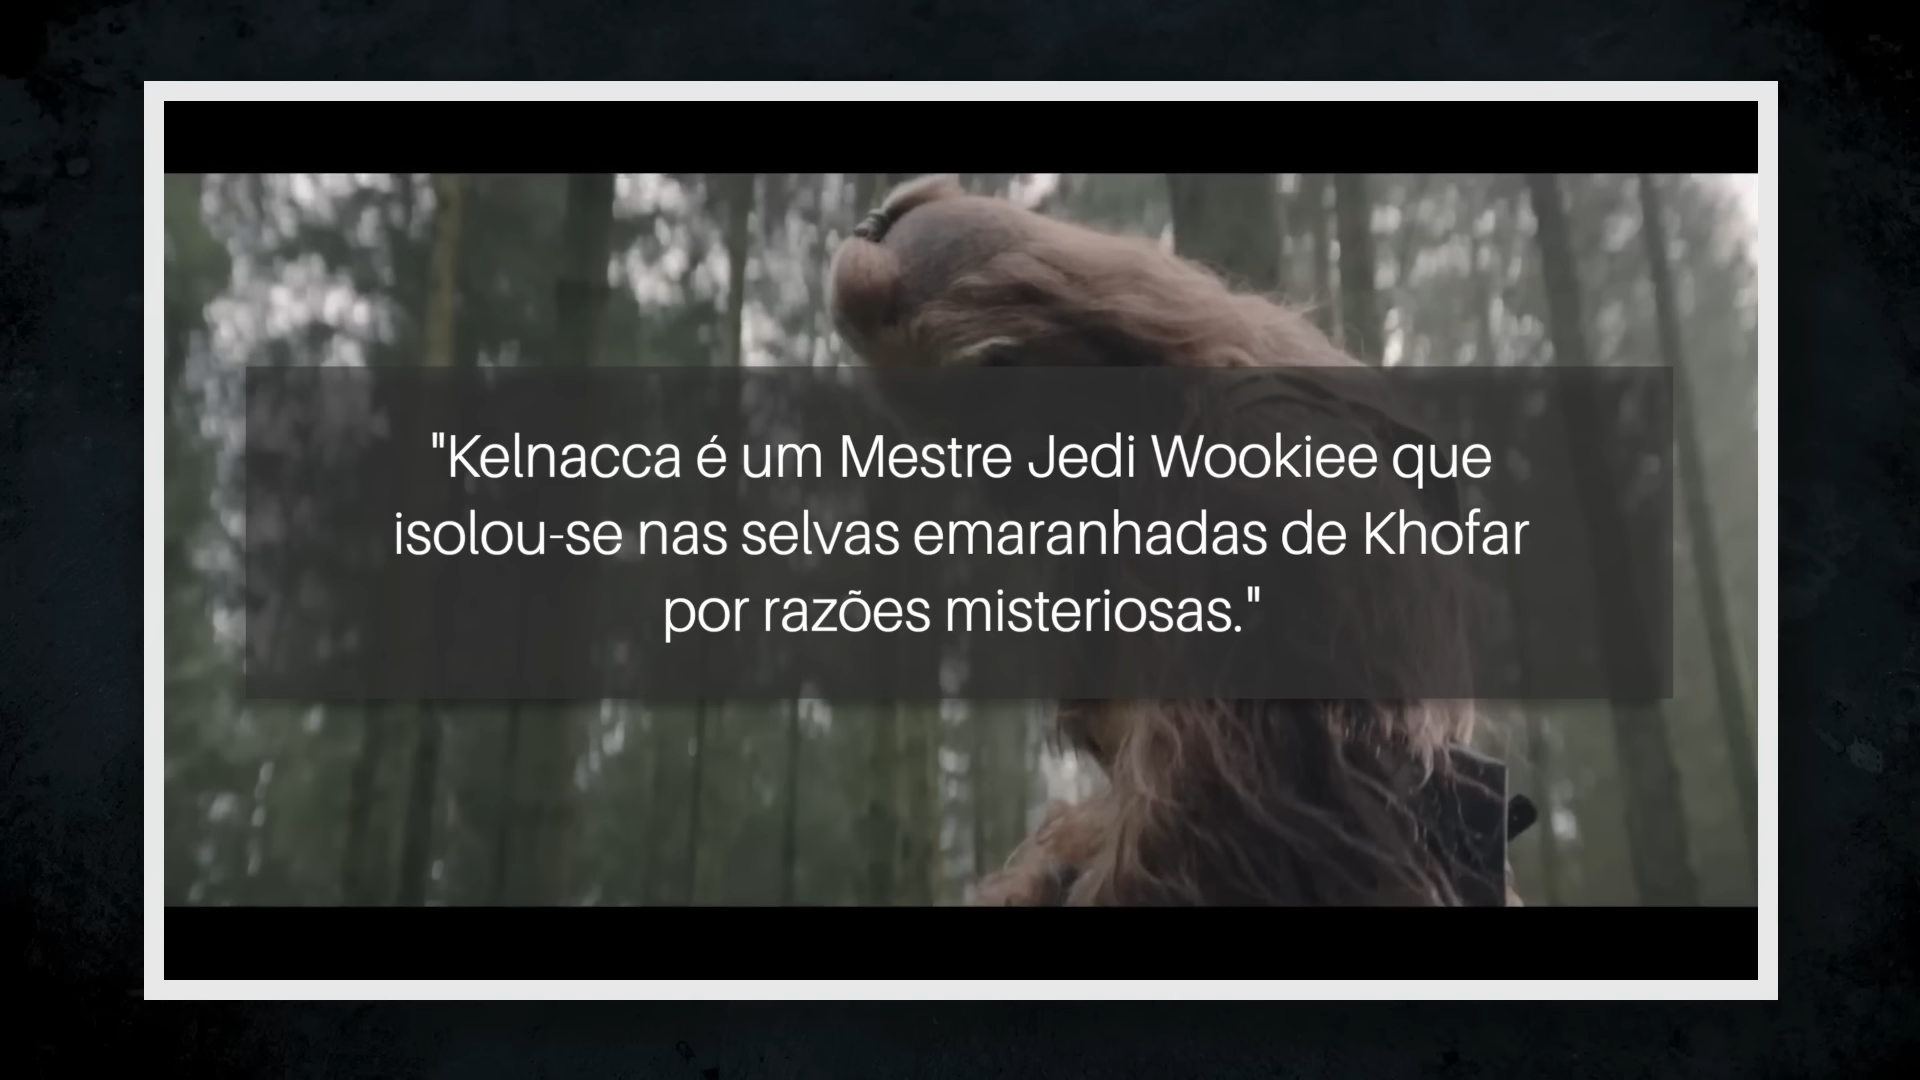 "Kelnacca é um Mestre Jedi Wookiee que
isolou-se nas selvas emaranhadas de Khofar
por razões misteriosas."